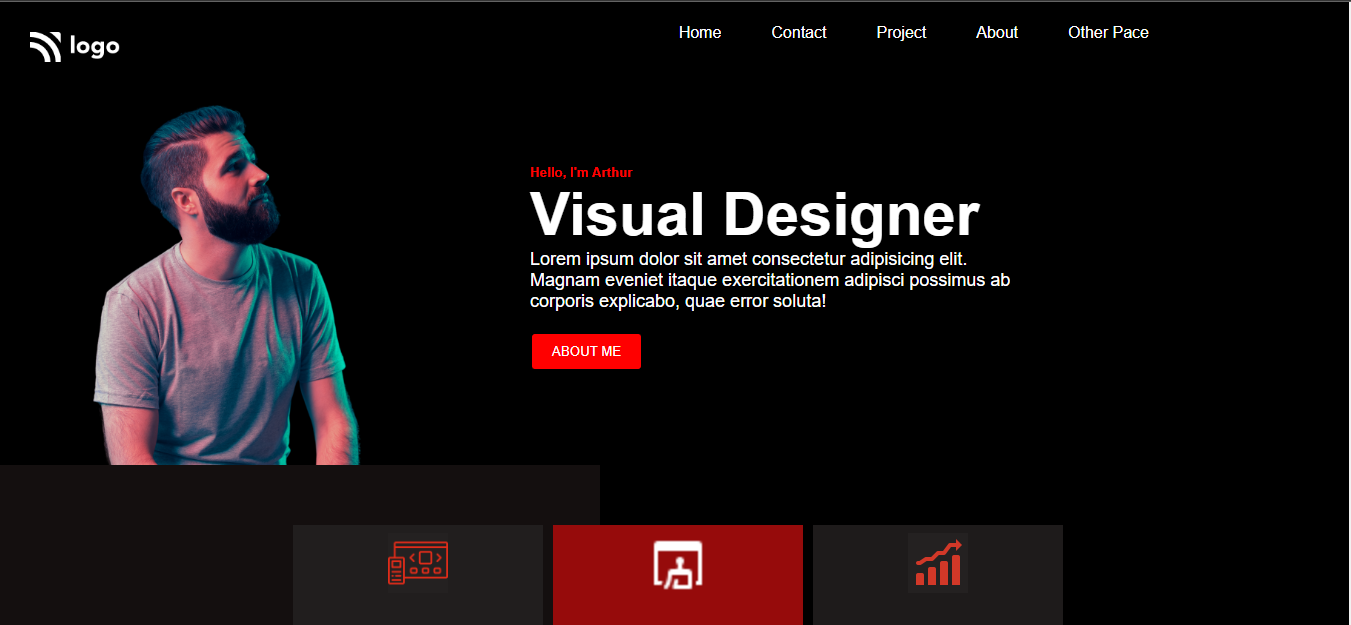 logo
Home Contact Project About Other Pace
Hello, I'm Arthur
Visual Designer
Lorem ipsum dolor sit amet consectetur adipisicing elit.
Magnam eveniet itaque exercitationem adipisci possimus ab
corporis explicabo, quae error soluta!
ABOUT ME